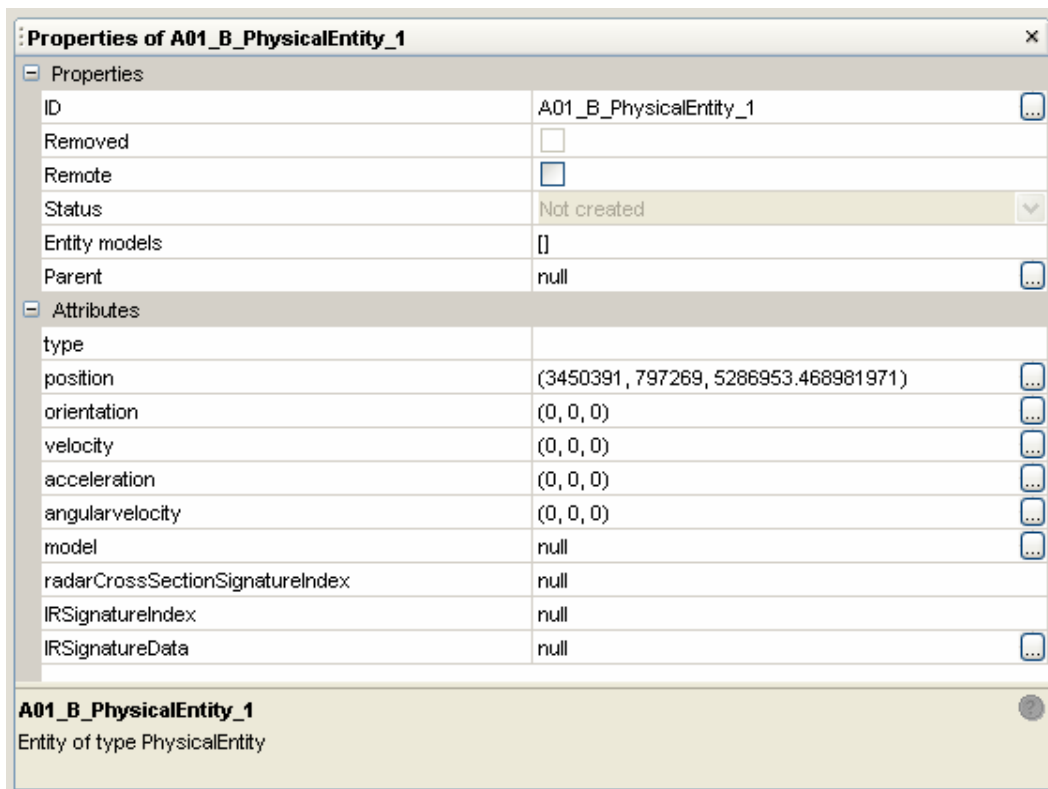 Properties of A01_B_PhysicalEntity_1
Properties
ID A01_B_PhysicalEntity_1 ...
Removed
Remote
Status Not created
Entity models []
Parent null ...
Attributes
type
position (3450391, 797269, 5286953.468981971) ...
orientation (0, 0, 0) ...
velocity (0, 0, 0) ...
acceleration (0, 0, 0) ...
angularvelocity (0, 0, 0) ...
model null ...
radarCrossSectionSignatureIndex null
IRSignatureIndex null
IRSignatureData null ...
A01_B_PhysicalEntity_1 ?
Entity of type PhysicalEntity